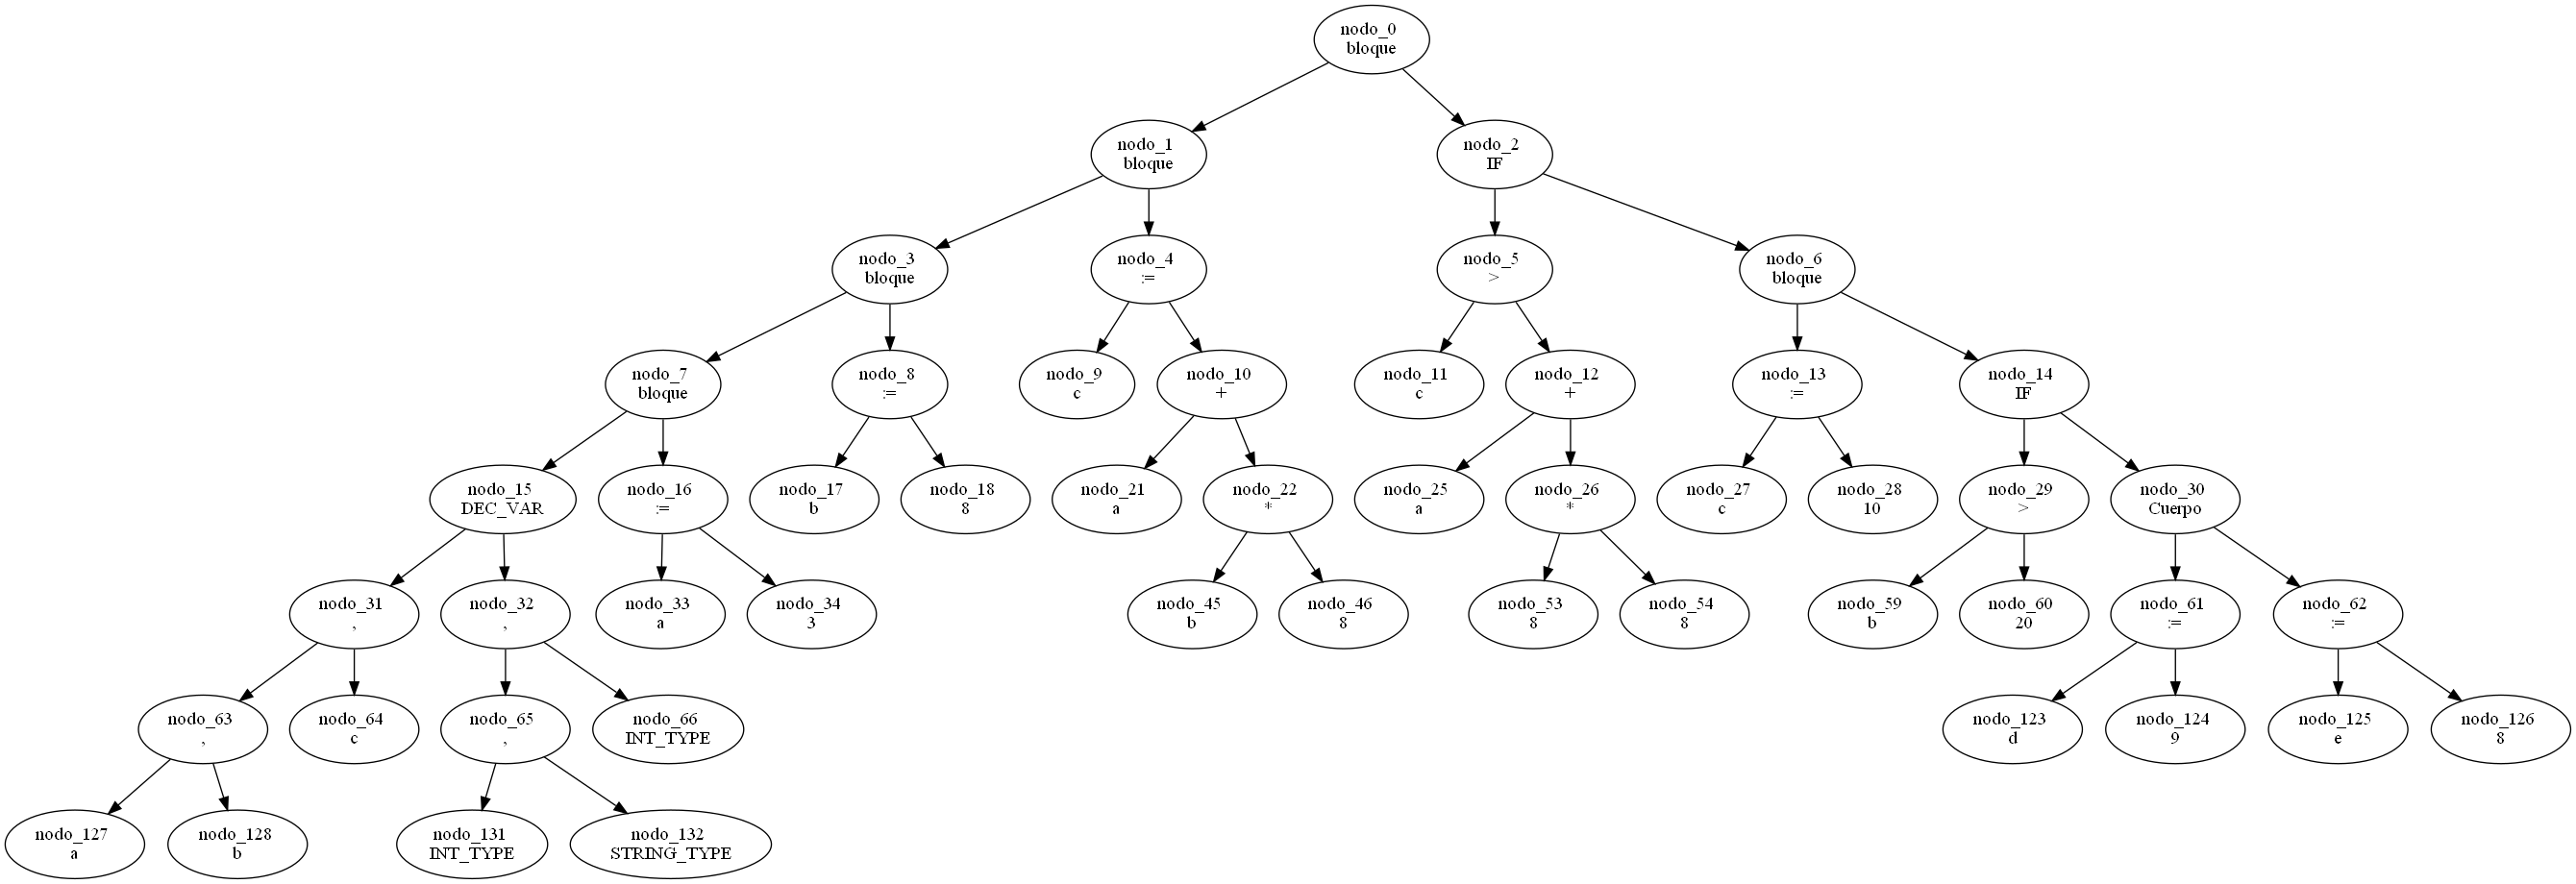 nodo_0
bloque
nodo_1
bloque
nodo_2
IF
nodo_3
bloque
nodo_4
:=
nodo_5
>
nodo_6
bloque
nodo_7
bloque
nodo_8
:=
nodo_9
c
nodo_10
+
nodo_11
c
nodo_12
+
nodo_13
:=
nodo_14
IF
nodo_15
DEC_VAR
nodo_16
:=
nodo_17
b
nodo_18
8
nodo_21
a
nodo_22
*
nodo_25
a
nodo_26
*
nodo_27
c
nodo_28
10
nodo_29
>
nodo_30
Cuerpo
nodo_31
,
nodo_32
,
nodo_33
a
nodo_34
3
nodo_45
b
nodo_46
8
nodo_53
8
nodo_54
8
nodo_59
b
nodo_60
20
nodo_61
:=
nodo_62
:=
nodo_63
,
nodo_64
c
nodo_65
,
nodo_66
INT_TYPE
nodo_123
d
nodo_124
9
nodo_125
e
nodo_126
8
nodo_127
a
nodo_128
b
nodo_131
INT_TYPE
nodo_132
STRING_TYPE